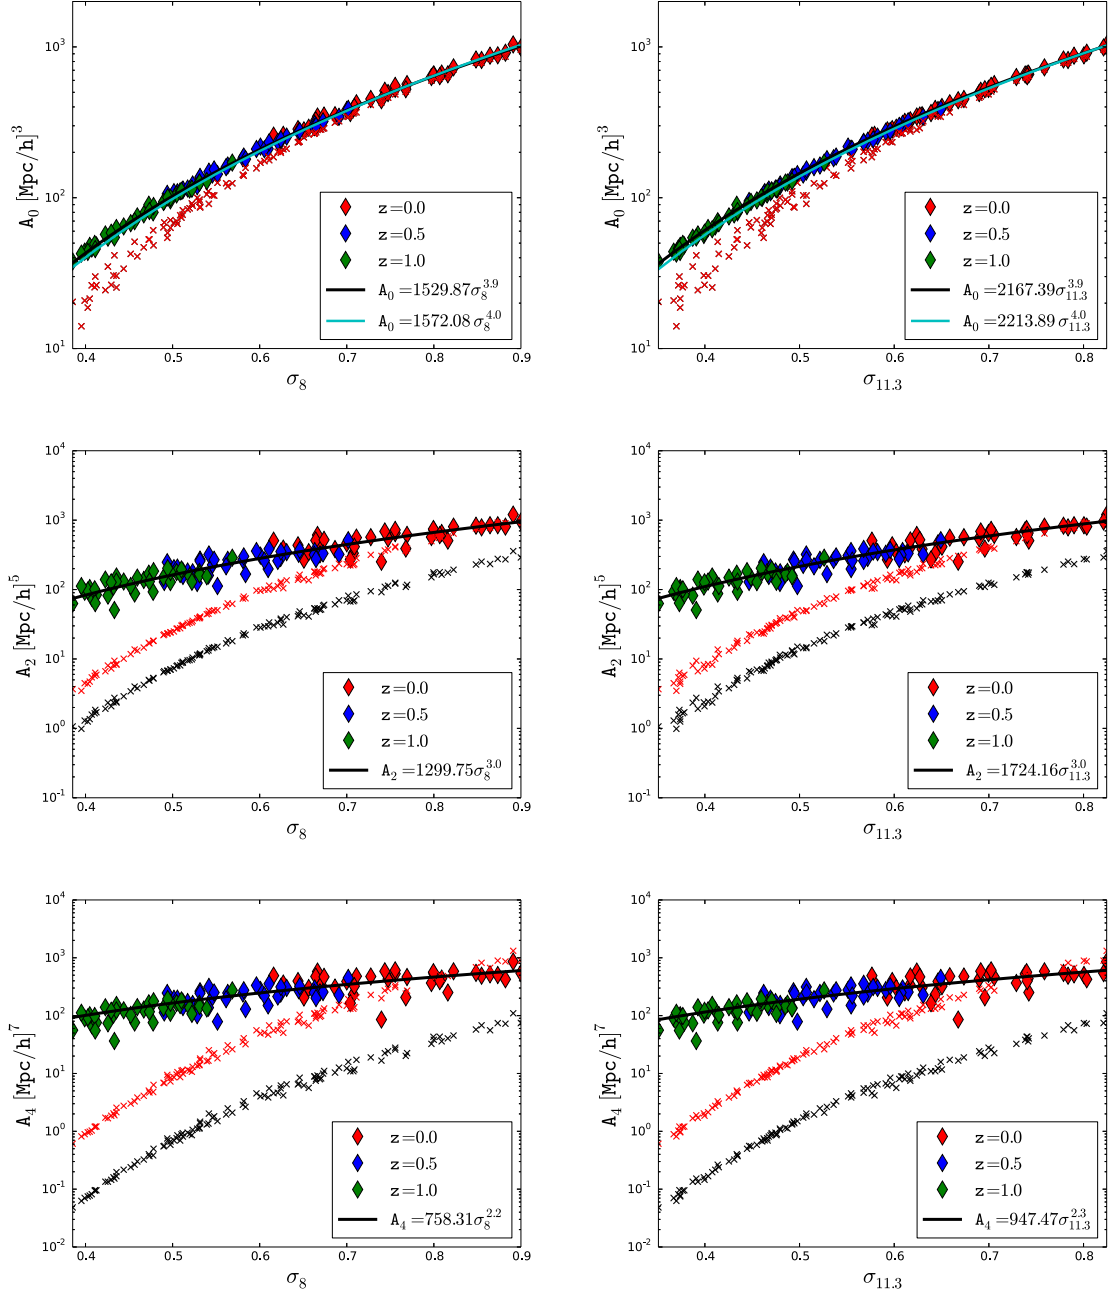 A₀ [Mpc/h]³
10³
10²
10¹
z=0.0
z=0.5
z=1.0
A₀ =1529.87σ₈^3.9
A₀ =1572.08σ₈^4.0
0.4 0.5 0.6 0.7 0.8 0.9
σ₈
A₀ [Mpc/h]³
10³
10²
10¹
z=0.0
z=0.5
z=1.0
A₀ =2167.39σ₁₁.₃^3.9
A₀ =2213.89σ₁₁.₃^4.0
0.4 0.5 0.6 0.7 0.8
σ₁₁.₃
A₂ [Mpc/h]⁵
10⁴
10³
10²
10¹
10⁰
10⁻¹
z=0.0
z=0.5
z=1.0
A₂ =1299.75σ₈^3.0
0.4 0.5 0.6 0.7 0.8 0.9
σ₈
A₂ [Mpc/h]⁵
10⁴
10³
10²
10¹
10⁰
10⁻¹
z=0.0
z=0.5
z=1.0
A₂ =1724.16σ₁₁.₃^3.0
0.4 0.5 0.6 0.7 0.8
σ₁₁.₃
A₄ [Mpc/h]⁷
10⁴
10³
10²
10¹
10⁰
10⁻¹
10⁻²
z=0.0
z=0.5
z=1.0
A₄ =758.31σ₈^2.2
0.4 0.5 0.6 0.7 0.8 0.9
σ₈
A₄ [Mpc/h]⁷
10⁴
10³
10²
10¹
10⁰
10⁻¹
10⁻²
z=0.0
z=0.5
z=1.0
A₄ =947.47σ₁₁.₃^2.3
0.4 0.5 0.6 0.7 0.8
σ₁₁.₃